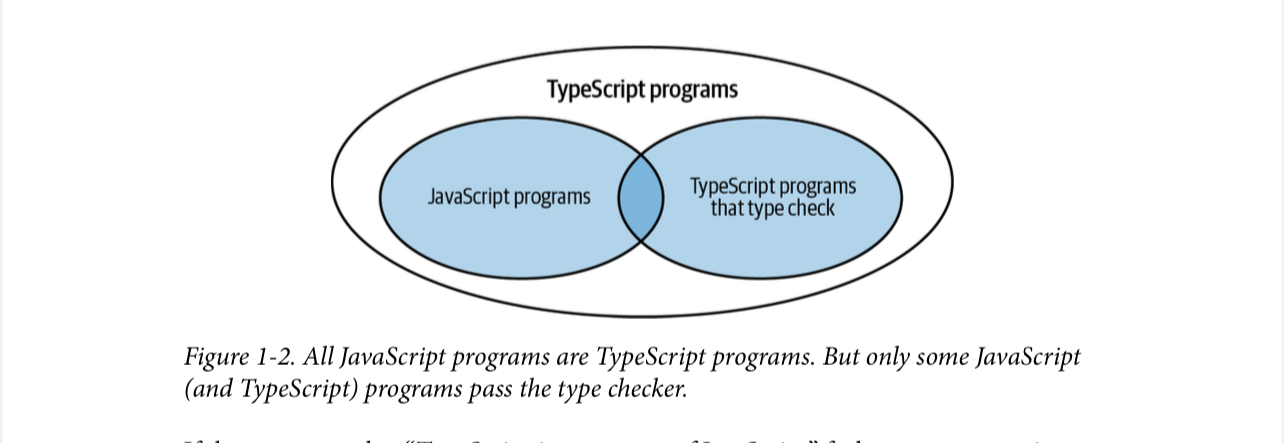 TypeScript programs
JavaScript programs
TypeScript programs
that type check
Figure 1-2. All JavaScript programs are TypeScript programs. But only some JavaScript
(and TypeScript) programs pass the type checker.